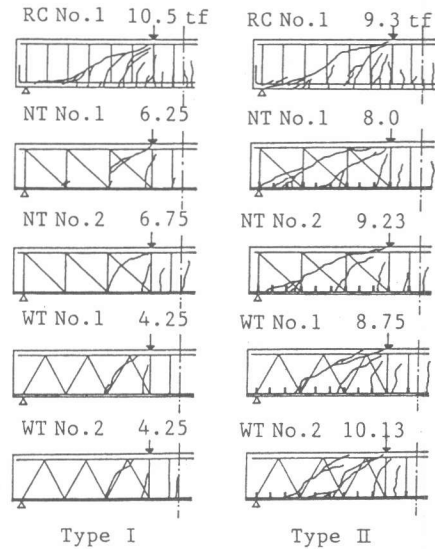 RC No.1 10.5 tf
NT No.1 6.25
NT No.2 6.75
WT No.1 4.25
WT No.2 4.25
Type I
RC No.1 9.3 tf
NT No.1 8.0
NT No.2 9.23
WT No.1 8.75
WT No.2 10.13
Type II